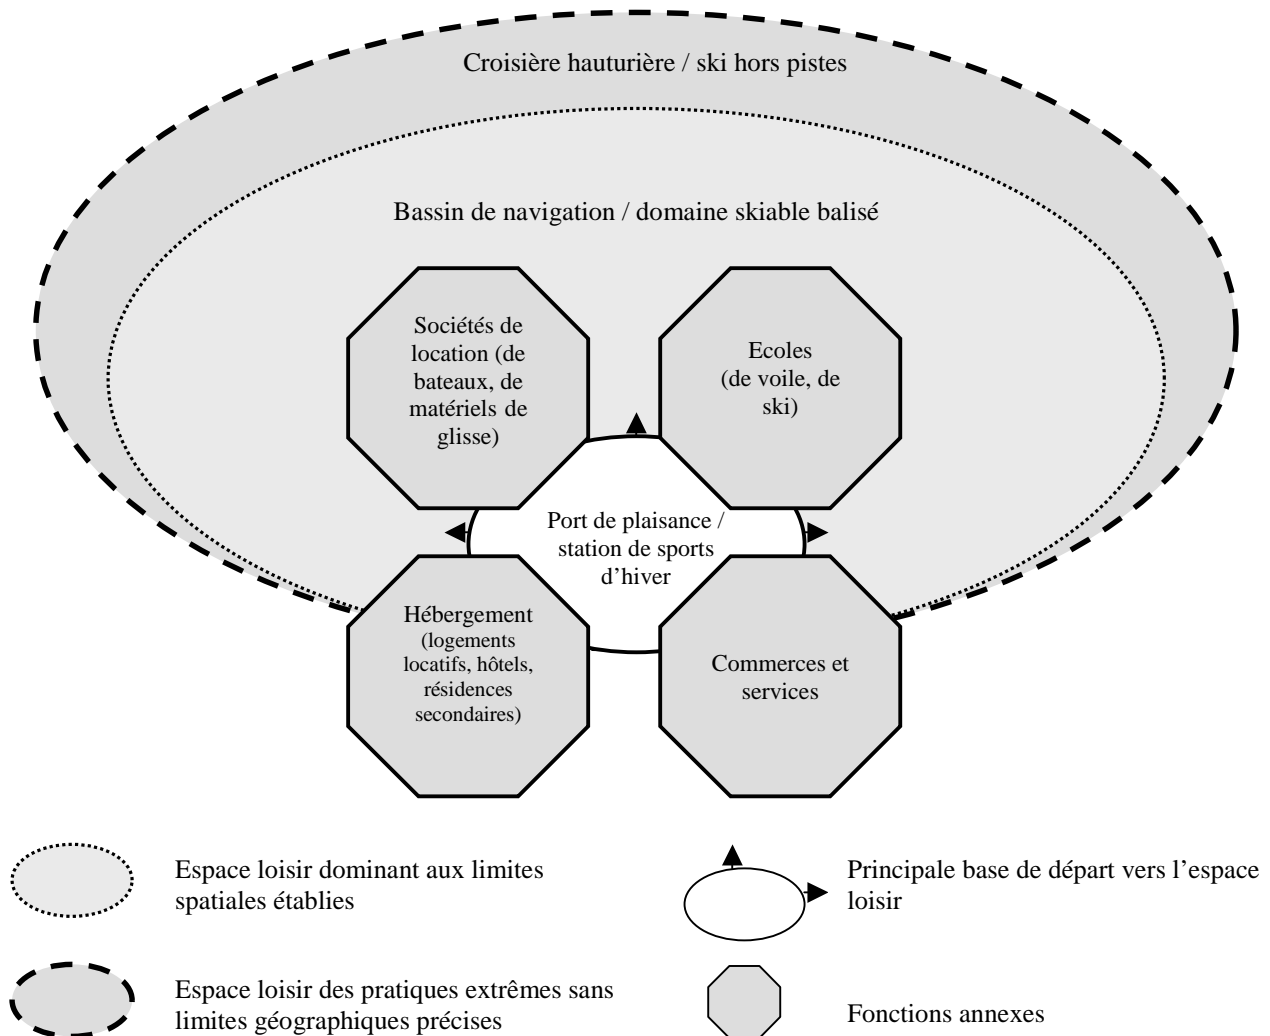 Croisière hauturière / ski hors pistes
Bassin de navigation / domaine skiable balisé
Sociétés de
location (de
bateaux, de
matériels de
glisse)
Ecoles
(de voile, de
ski)
Port de plaisance /
station de sports
d’hiver
Hébergement
(logements
locatifs, hôtels,
résidences
secondaires)
Commerces et
services
Espace loisir dominant aux limites
spatiales établies
Principale base de départ vers l’espace
loisir
Espace loisir des pratiques extrêmes sans
limites géographiques précises
Fonctions annexes